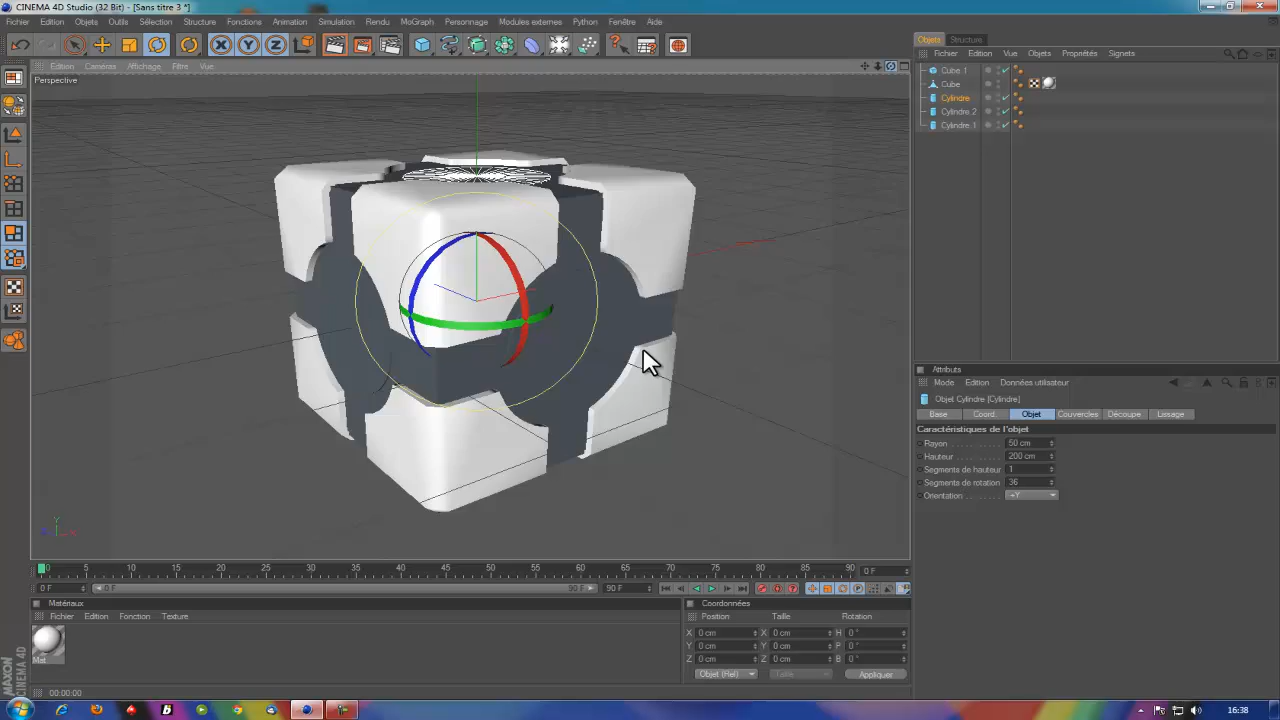 CINEMA 4D Studio (32 Bit) - [Sans titre 3 *]
Fichier Edition Objets Outils Sélection Structure Fonctions Animation Simulation Rendu MoGraph Personnage Modules externes Python Fenêtre Aide
Edition Caméras Affichage Filtre Vue
Perspective
Y
X
Z
0 5 10 15 20 25 30 35 40 45 50 55 60 65 70 75 80 85 90 0 F
0 F 0 F 90 F 90 F
Matériaux
Fichier Edition Fonction Texture
Mat
MAXON
CINEMA 4D
00:00:00
Coordonnées
Position Taille Rotation
X 0 cm X 0 cm H 0 °
Y 0 cm Y 0 cm P 0 °
Z 0 cm Z 0 cm B 0 °
Objet (Rel) Taille Appliquer
Objets Structure
Fichier Edition Vue Objets Propriétés Signets
Cube 1
Cube
Cylindre
Cylindre 2
Cylindre 1
Attributs
Mode Edition Données utilisateur
Objet Cylindre [Cylindre]
Base Coord. Objet Couvercles Découpe Lissage
Caractéristiques de l'objet
Rayon 50 cm
Hauteur 200 cm
Segments de hauteur 1
Segments de rotation 36
Orientation +Y
16:38